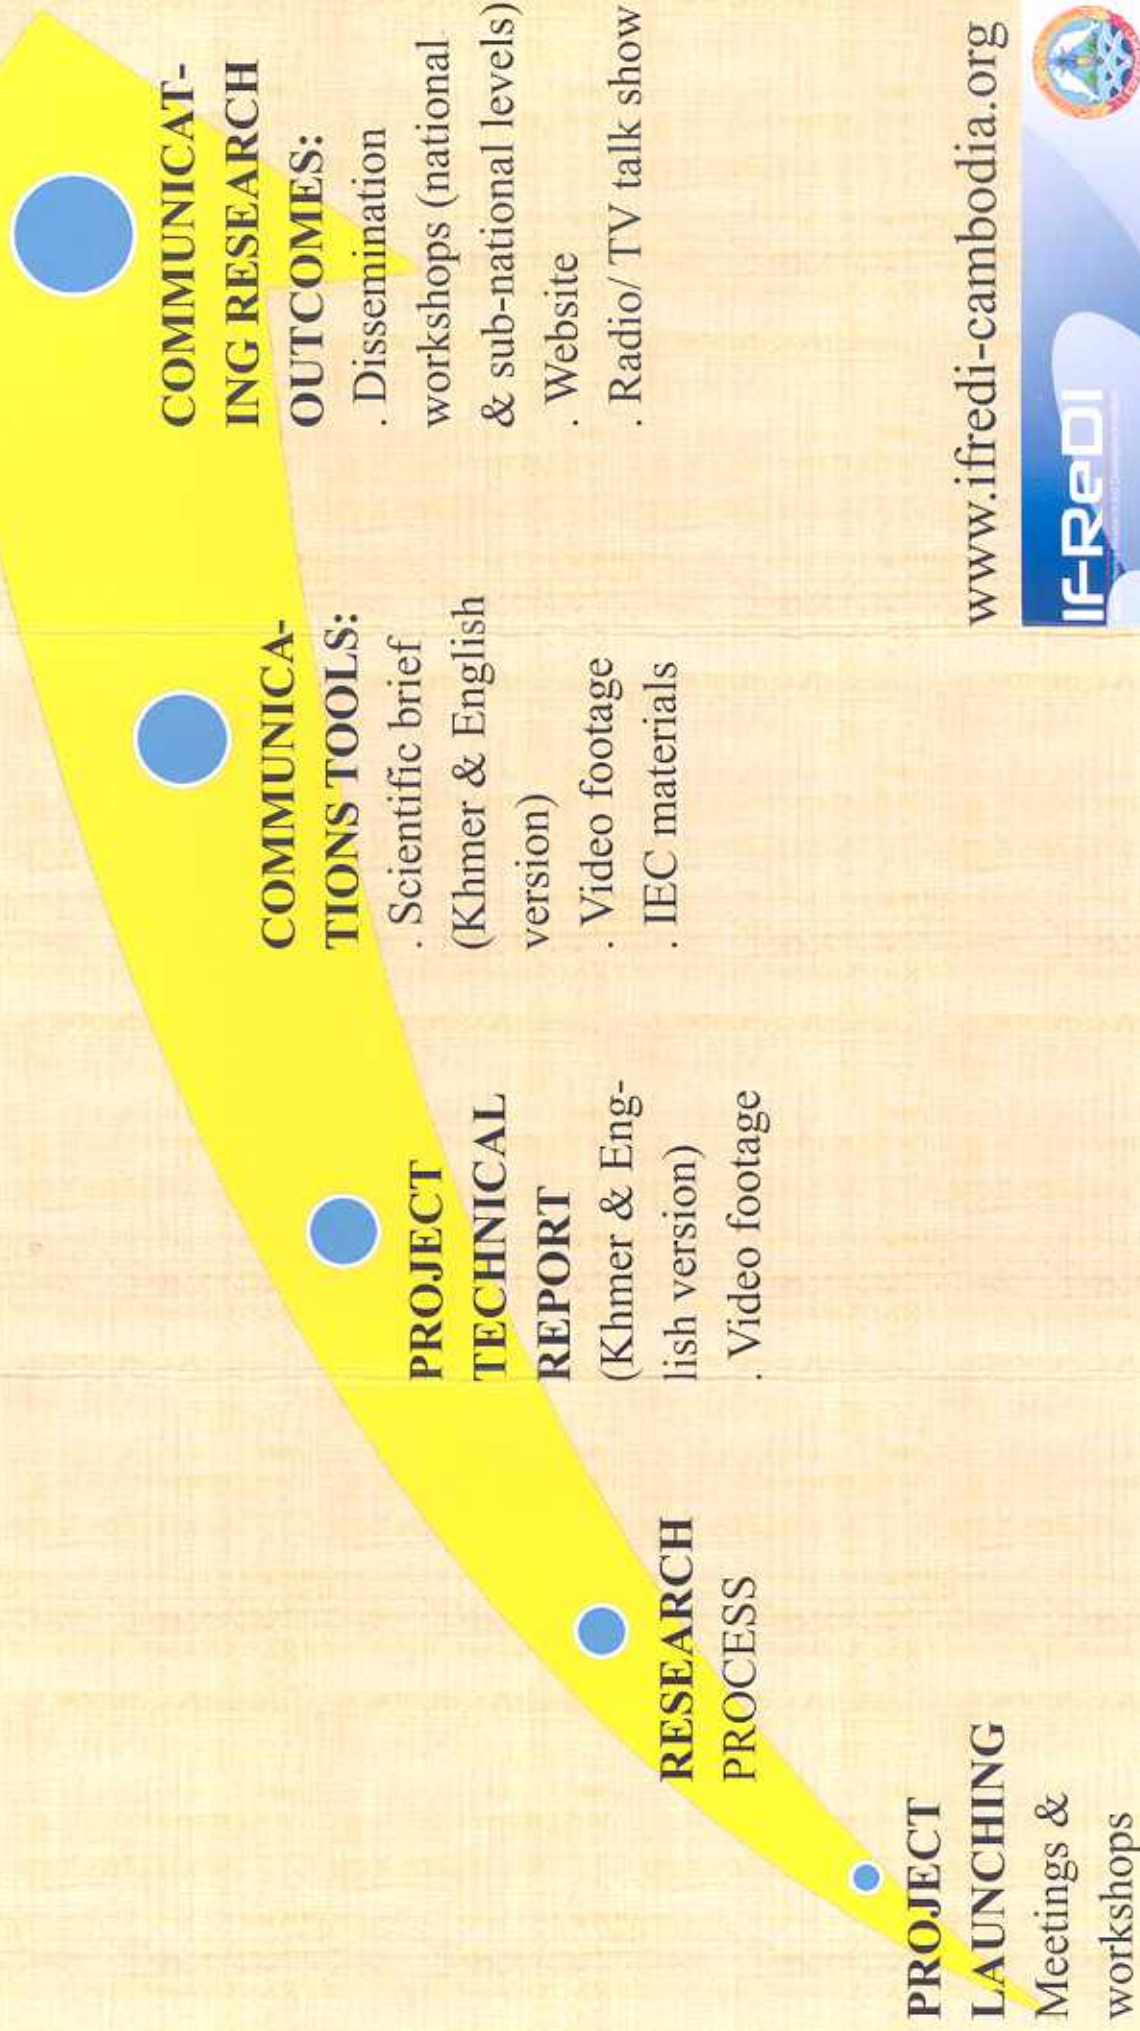 PROJECT
LAUNCHING
Meetings &
workshops
RESEARCH
PROCESS
PROJECT
TECHNICAL
REPORT
(Khmer & Eng-
lish version)
. Video footage
COMMUNICA-
TIONS TOOLS:
. Scientific brief
(Khmer & English
version)
. Video footage
. IEC materials
COMMUNICAT-
ING RESEARCH
OUTCOMES:
. Dissemination
workshops (national
& sub-national levels)
. Website
. Radio/ TV talk show
www.ifredi-cambodia.org
IFReDI